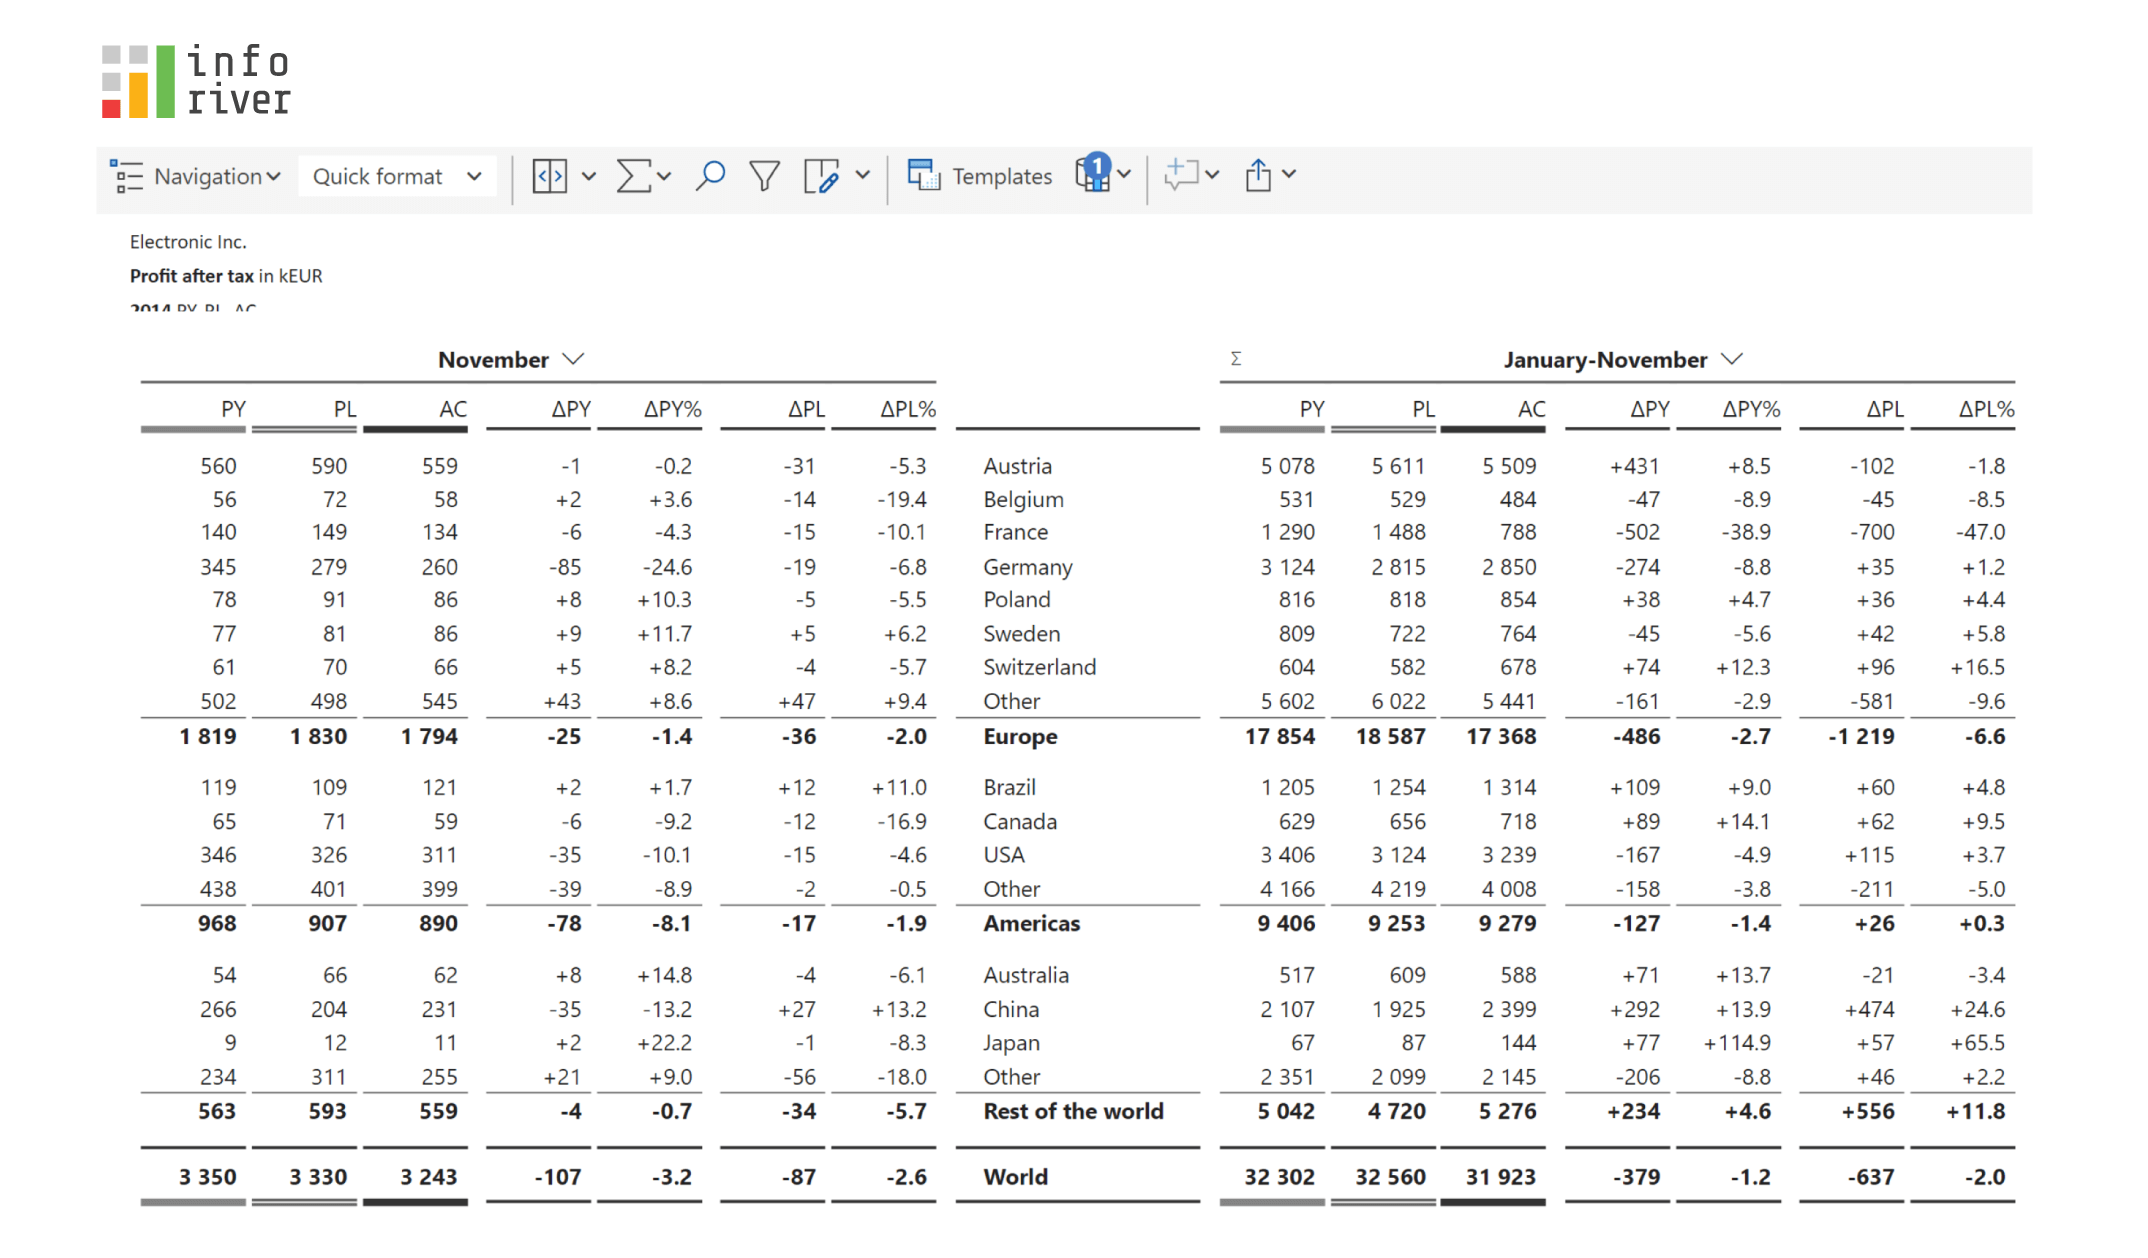 info
river
Navigation Quick format Templates 1
Electronic Inc.
Profit after tax in kEUR
2014 PY, PL, AC
November Σ January-November
PY PL AC ΔPY ΔPY% ΔPL ΔPL% PY PL AC ΔPY ΔPY% ΔPL ΔPL%
560 590 559 -1 -0.2 -31 -5.3 Austria 5 078 5 611 5 509 +431 +8.5 -102 -1.8
56 72 58 +2 +3.6 -14 -19.4 Belgium 531 529 484 -47 -8.9 -45 -8.5
140 149 134 -6 -4.3 -15 -10.1 France 1 290 1 488 788 -502 -38.9 -700 -47.0
345 279 260 -85 -24.6 -19 -6.8 Germany 3 124 2 815 2 850 -274 -8.8 +35 +1.2
78 91 86 +8 +10.3 -5 -5.5 Poland 816 818 854 +38 +4.7 +36 +4.4
77 81 86 +9 +11.7 +5 +6.2 Sweden 809 722 764 -45 -5.6 +42 +5.8
61 70 66 +5 +8.2 -4 -5.7 Switzerland 604 582 678 +74 +12.3 +96 +16.5
502 498 545 +43 +8.6 +47 +9.4 Other 5 602 6 022 5 441 -161 -2.9 -581 -9.6
1 819 1 830 1 794 -25 -1.4 -36 -2.0 Europe 17 854 18 587 17 368 -486 -2.7 -1 219 -6.6
119 109 121 +2 +1.7 +12 +11.0 Brazil 1 205 1 254 1 314 +109 +9.0 +60 +4.8
65 71 59 -6 -9.2 -12 -16.9 Canada 629 656 718 +89 +14.1 +62 +9.5
346 326 311 -35 -10.1 -15 -4.6 USA 3 406 3 124 3 239 -167 -4.9 +115 +3.7
438 401 399 -39 -8.9 -2 -0.5 Other 4 166 4 219 4 008 -158 -3.8 -211 -5.0
968 907 890 -78 -8.1 -17 -1.9 Americas 9 406 9 253 9 279 -127 -1.4 +26 +0.3
54 66 62 +8 +14.8 -4 -6.1 Australia 517 609 588 +71 +13.7 -21 -3.4
266 204 231 -35 -13.2 +27 +13.2 China 2 107 1 925 2 399 +292 +13.9 +474 +24.6
9 12 11 +2 +22.2 -1 -8.3 Japan 67 87 144 +77 +114.9 +57 +65.5
234 311 255 +21 +9.0 -56 -18.0 Other 2 351 2 099 2 145 -206 -8.8 +46 +2.2
563 593 559 -4 -0.7 -34 -5.7 Rest of the world 5 042 4 720 5 276 +234 +4.6 +556 +11.8
3 350 3 330 3 243 -107 -3.2 -87 -2.6 World 32 302 32 560 31 923 -379 -1.2 -637 -2.0